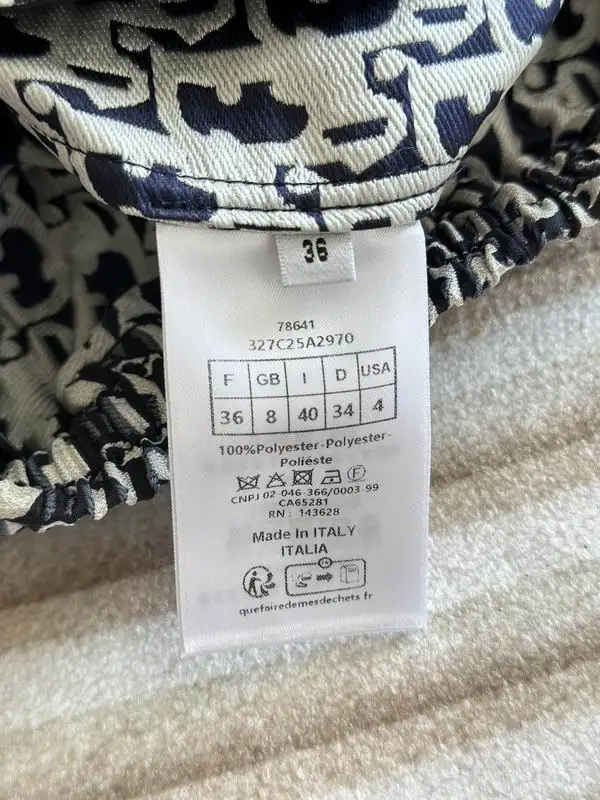 36
78641
327C25A2970
F GB I D USA
36 8 40 34 4
100%Polyester-Polyester-
Poliéste
F
CNPJ 02-046-366/0003-99
CA65281
RN : 143628
Made In ITALY
ITALIA
FR
quefairedemesdechets.fr